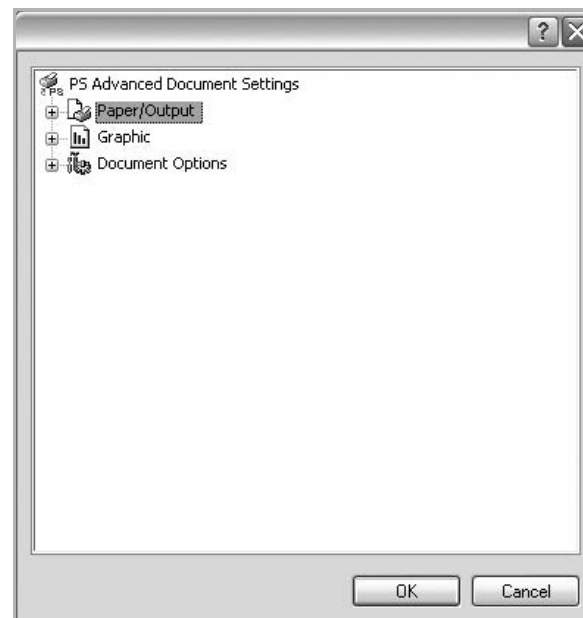 PS Advanced Document Settings
Paper/Output
Graphic
Document Options
OK
Cancel